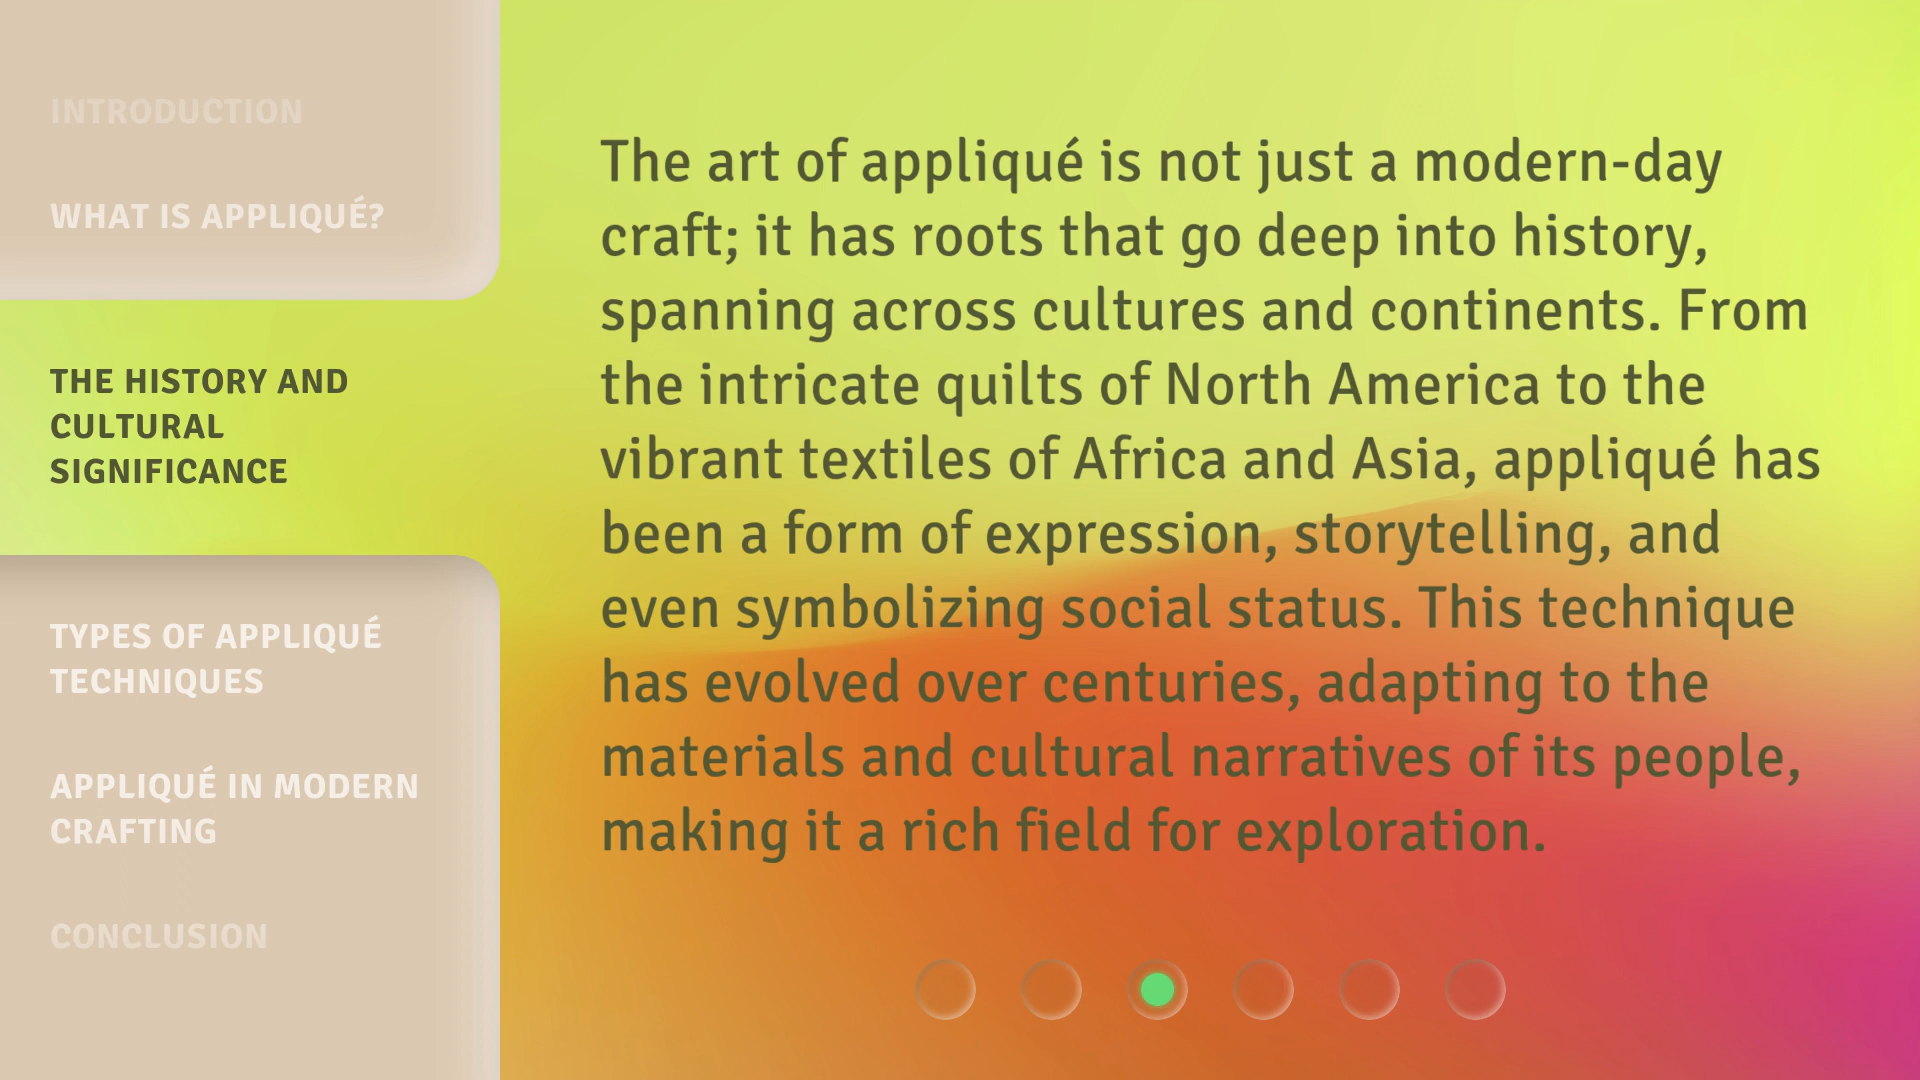 INTRODUCTION
WHAT IS APPLIQUÉ?
THE HISTORY AND
CULTURAL
SIGNIFICANCE
TYPES OF APPLIQUÉ
TECHNIQUES
APPLIQUÉ IN MODERN
CRAFTING
CONCLUSION
The art of appliqué is not just a modern-day
craft; it has roots that go deep into history,
spanning across cultures and continents. From
the intricate quilts of North America to the
vibrant textiles of Africa and Asia, appliqué has
been a form of expression, storytelling, and
even symbolizing social status. This technique
has evolved over centuries, adapting to the
materials and cultural narratives of its people,
making it a rich field for exploration.